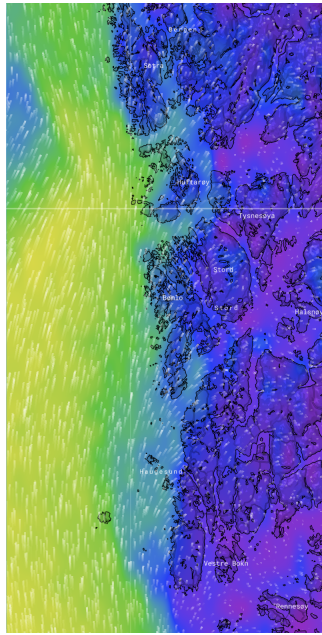 Bergen
Sotra
Huftarøy
Tysnesøya
Stord
Bømlo
Stord
Halsnøy
Haugesund
Vestre Bokn
Rennesøy